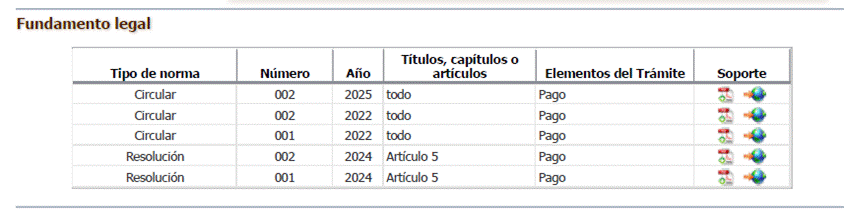 Fundamento legal
Títulos, capítulos o
Tipo de norma Número Año artículos Elementos del Trámite Soporte
Circular 002 2025 todo Pago
Circular 002 2022 todo Pago
Circular 001 2022 todo Pago
Resolución 002 2024 Artículo 5 Pago
Resolución 001 2024 Artículo 5 Pago